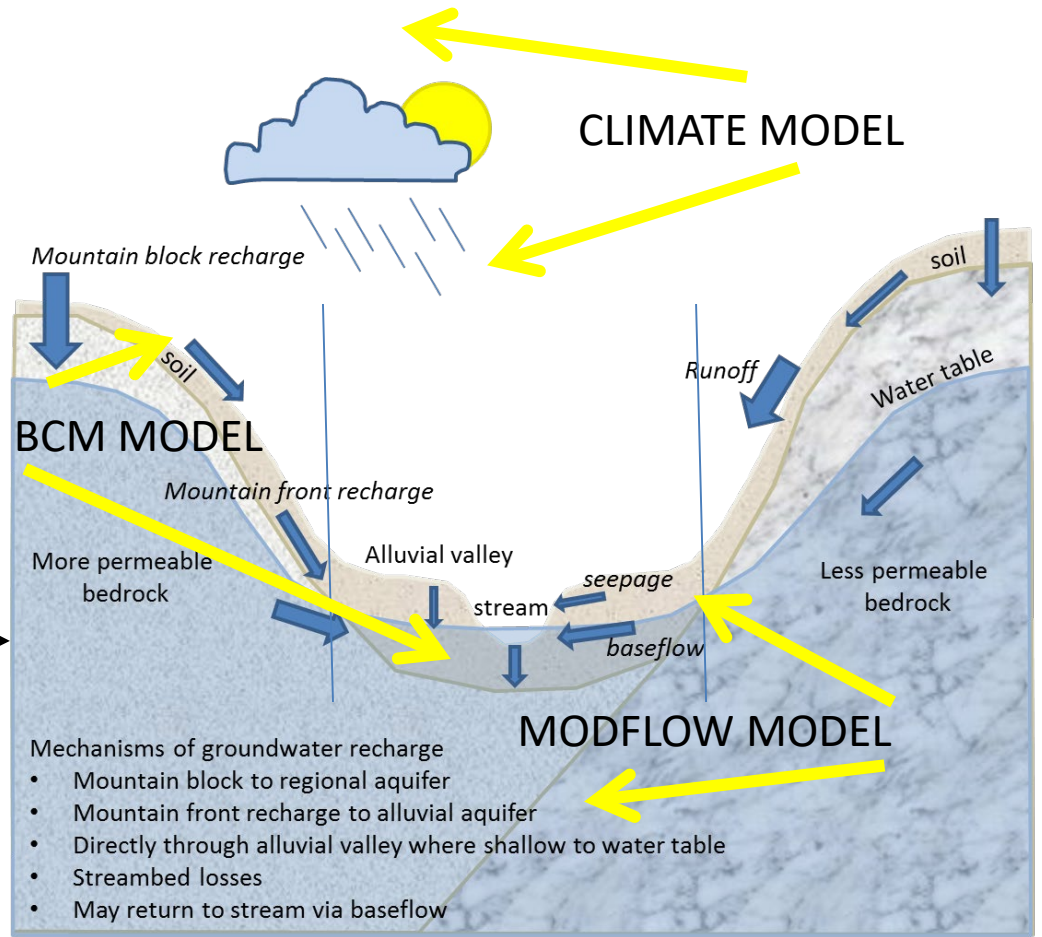 CLIMATE MODEL
Mountain block recharge
soil
soil
Runoff
Water table
BCM MODEL
Mountain front recharge
More permeable
bedrock
Alluvial valley
stream
seepage
baseflow
Less permeable
bedrock
MODFLOW MODEL
Mechanisms of groundwater recharge
• Mountain block to regional aquifer
• Mountain front recharge to alluvial aquifer
• Directly through alluvial valley where shallow to water table
• Streambed losses
• May return to stream via baseflow